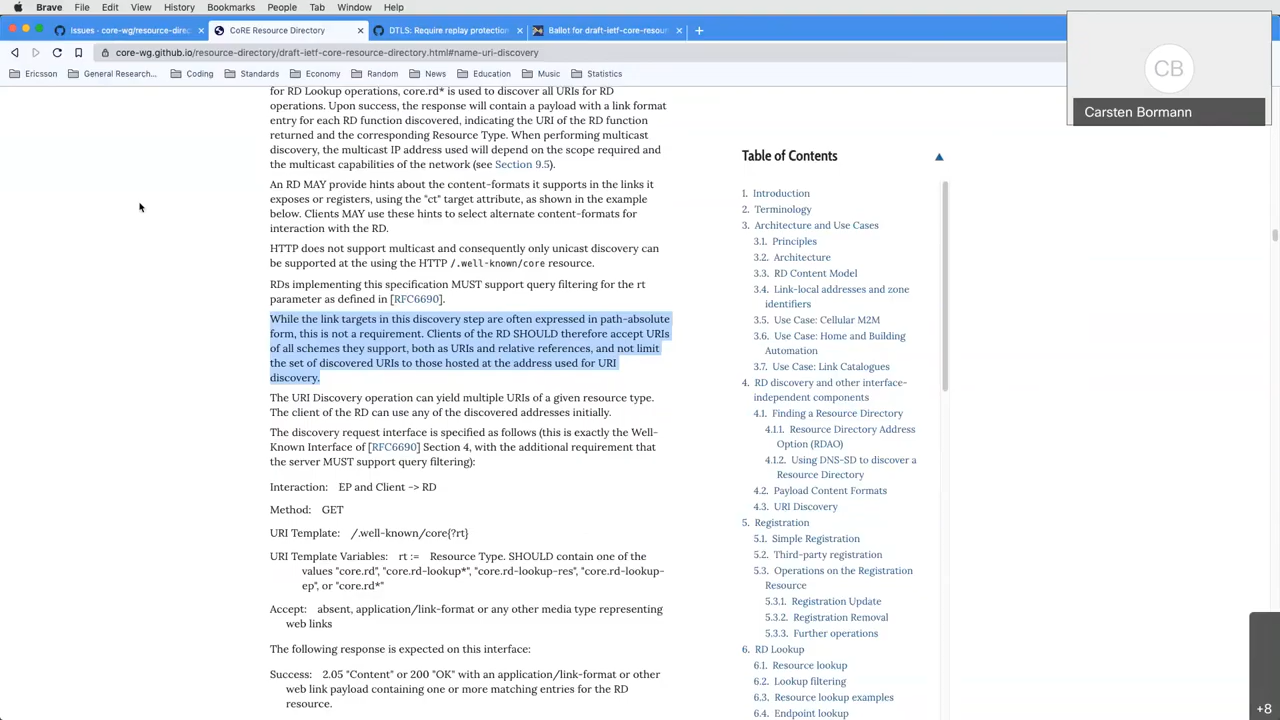 Brave File Edit View History Bookmarks People Tab Window Help
issues · core-wg/resource-direc
CoRE Resource Directory
DTLS: Require replay protection
Ballot for draft-ietf-core-resour
core-wg.github.io/resource-directory/draft-ietf-core-resource-directory.html#name-uri-discovery
Ericsson General Research... Coding Standards Economy Random News Education Music Statistics
CB
Carsten Bormann
for RD Lookup operations, core.rd* is used to discover all URIs for RD
operations. Upon success, the response will contain a payload with a link format
entry for each RD function discovered, indicating the URI of the RD function
returned and the corresponding Resource Type. When performing multicast
discovery, the multicast IP address used will depend on the scope required and
the multicast capabilities of the network (see Section 9.5).
An RD MAY provide hints about the content-formats it supports in the links it
exposes or registers, using the "ct" target attribute, as shown in the example
below. Clients MAY use these hints to select alternate content-formats for
interaction with the RD.
HTTP does not support multicast and consequently only unicast discovery can
be supported at the using the HTTP /.well-known/core resource.
RDs implementing this specification MUST support query filtering for the rt
parameter as defined in [RFC6690].
While the link targets in this discovery step are often expressed in path-absolute
form, this is not a requirement. Clients of the RD SHOULD therefore accept URIs
of all schemes they support, both as URIs and relative references, and not limit
the set of discovered URIs to those hosted at the address used for URI
discovery.
The URI Discovery operation can yield multiple URIs of a given resource type.
The client of the RD can use any of the discovered addresses initially.
The discovery request interface is specified as follows (this is exactly the Well-
Known Interface of [RFC6690] Section 4, with the additional requirement that
the server MUST support query filtering):
Interaction: EP and Client -> RD
Method: GET
URI Template: /.well-known/core{?rt}
URI Template Variables: rt := Resource Type. SHOULD contain one of the
values "core.rd", "core.rd-lookup*", "core.rd-lookup-res", "core.rd-lookup-
ep", or "core.rd*"
Accept: absent, application/link-format or any other media type representing
web links
The following response is expected on this interface:
Success: 2.05 "Content" or 200 "OK" with an application/link-format or other
web link payload containing one or more matching entries for the RD
resource.
Table of Contents
1. Introduction
2. Terminology
3. Architecture and Use Cases
3.1. Principles
3.2. Architecture
3.3. RD Content Model
3.4. Link-local addresses and zone
identifiers
3.5. Use Case: Cellular M2M
3.6. Use Case: Home and Building
Automation
3.7. Use Case: Link Catalogues
4. RD discovery and other interface-
independent components
4.1. Finding a Resource Directory
4.1.1. Resource Directory Address
Option (RDAO)
4.1.2. Using DNS-SD to discover a
Resource Directory
4.2. Payload Content Formats
4.3. URI Discovery
5. Registration
5.1. Simple Registration
5.2. Third-party registration
5.3. Operations on the Registration
Resource
5.3.1. Registration Update
5.3.2. Registration Removal
5.3.3. Further operations
6. RD Lookup
6.1. Resource lookup
6.2. Lookup filtering
6.3. Resource lookup examples
6.4. Endpoint lookup
+8